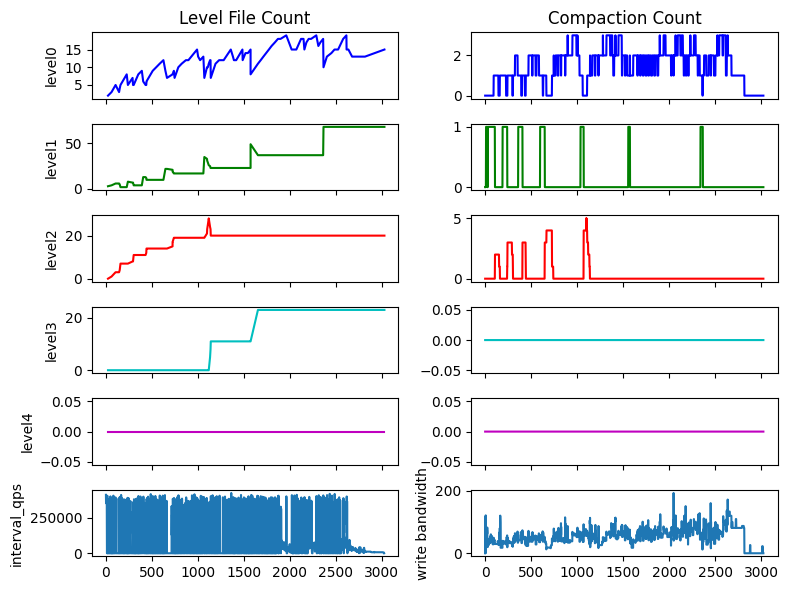 Level File Count
Compaction Count
level0
15
10
5
2
0
level1
50
0
1
0
level2
20
0
5
0
level3
20
0
0.05
0.00
−0.05
level4
0.05
0.00
−0.05
0.05
0.00
−0.05
interval_qps
250000
0
write bandwidth
200
0
0 500 1000 1500 2000 2500 3000
0 500 1000 1500 2000 2500 3000